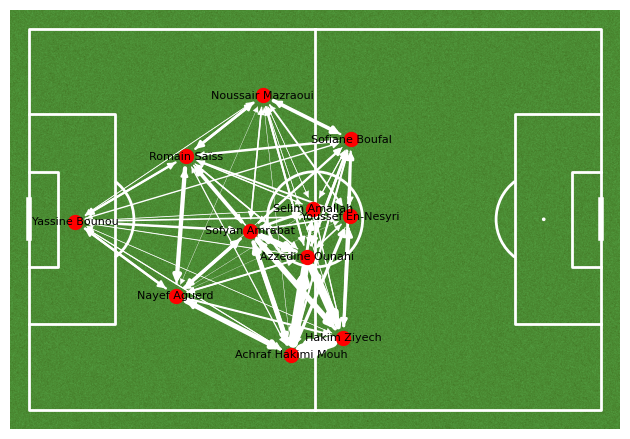 Noussair Mazraoui
Sofiane Boufal
Romain Saïss
Selim Amallah
Youssef En-Nesyri
Yassine Bounou
Sofyan Amrabat
Azzedine Ounahi
Nayef Aguerd
Hakim Ziyech
Achraf Hakimi Mouh